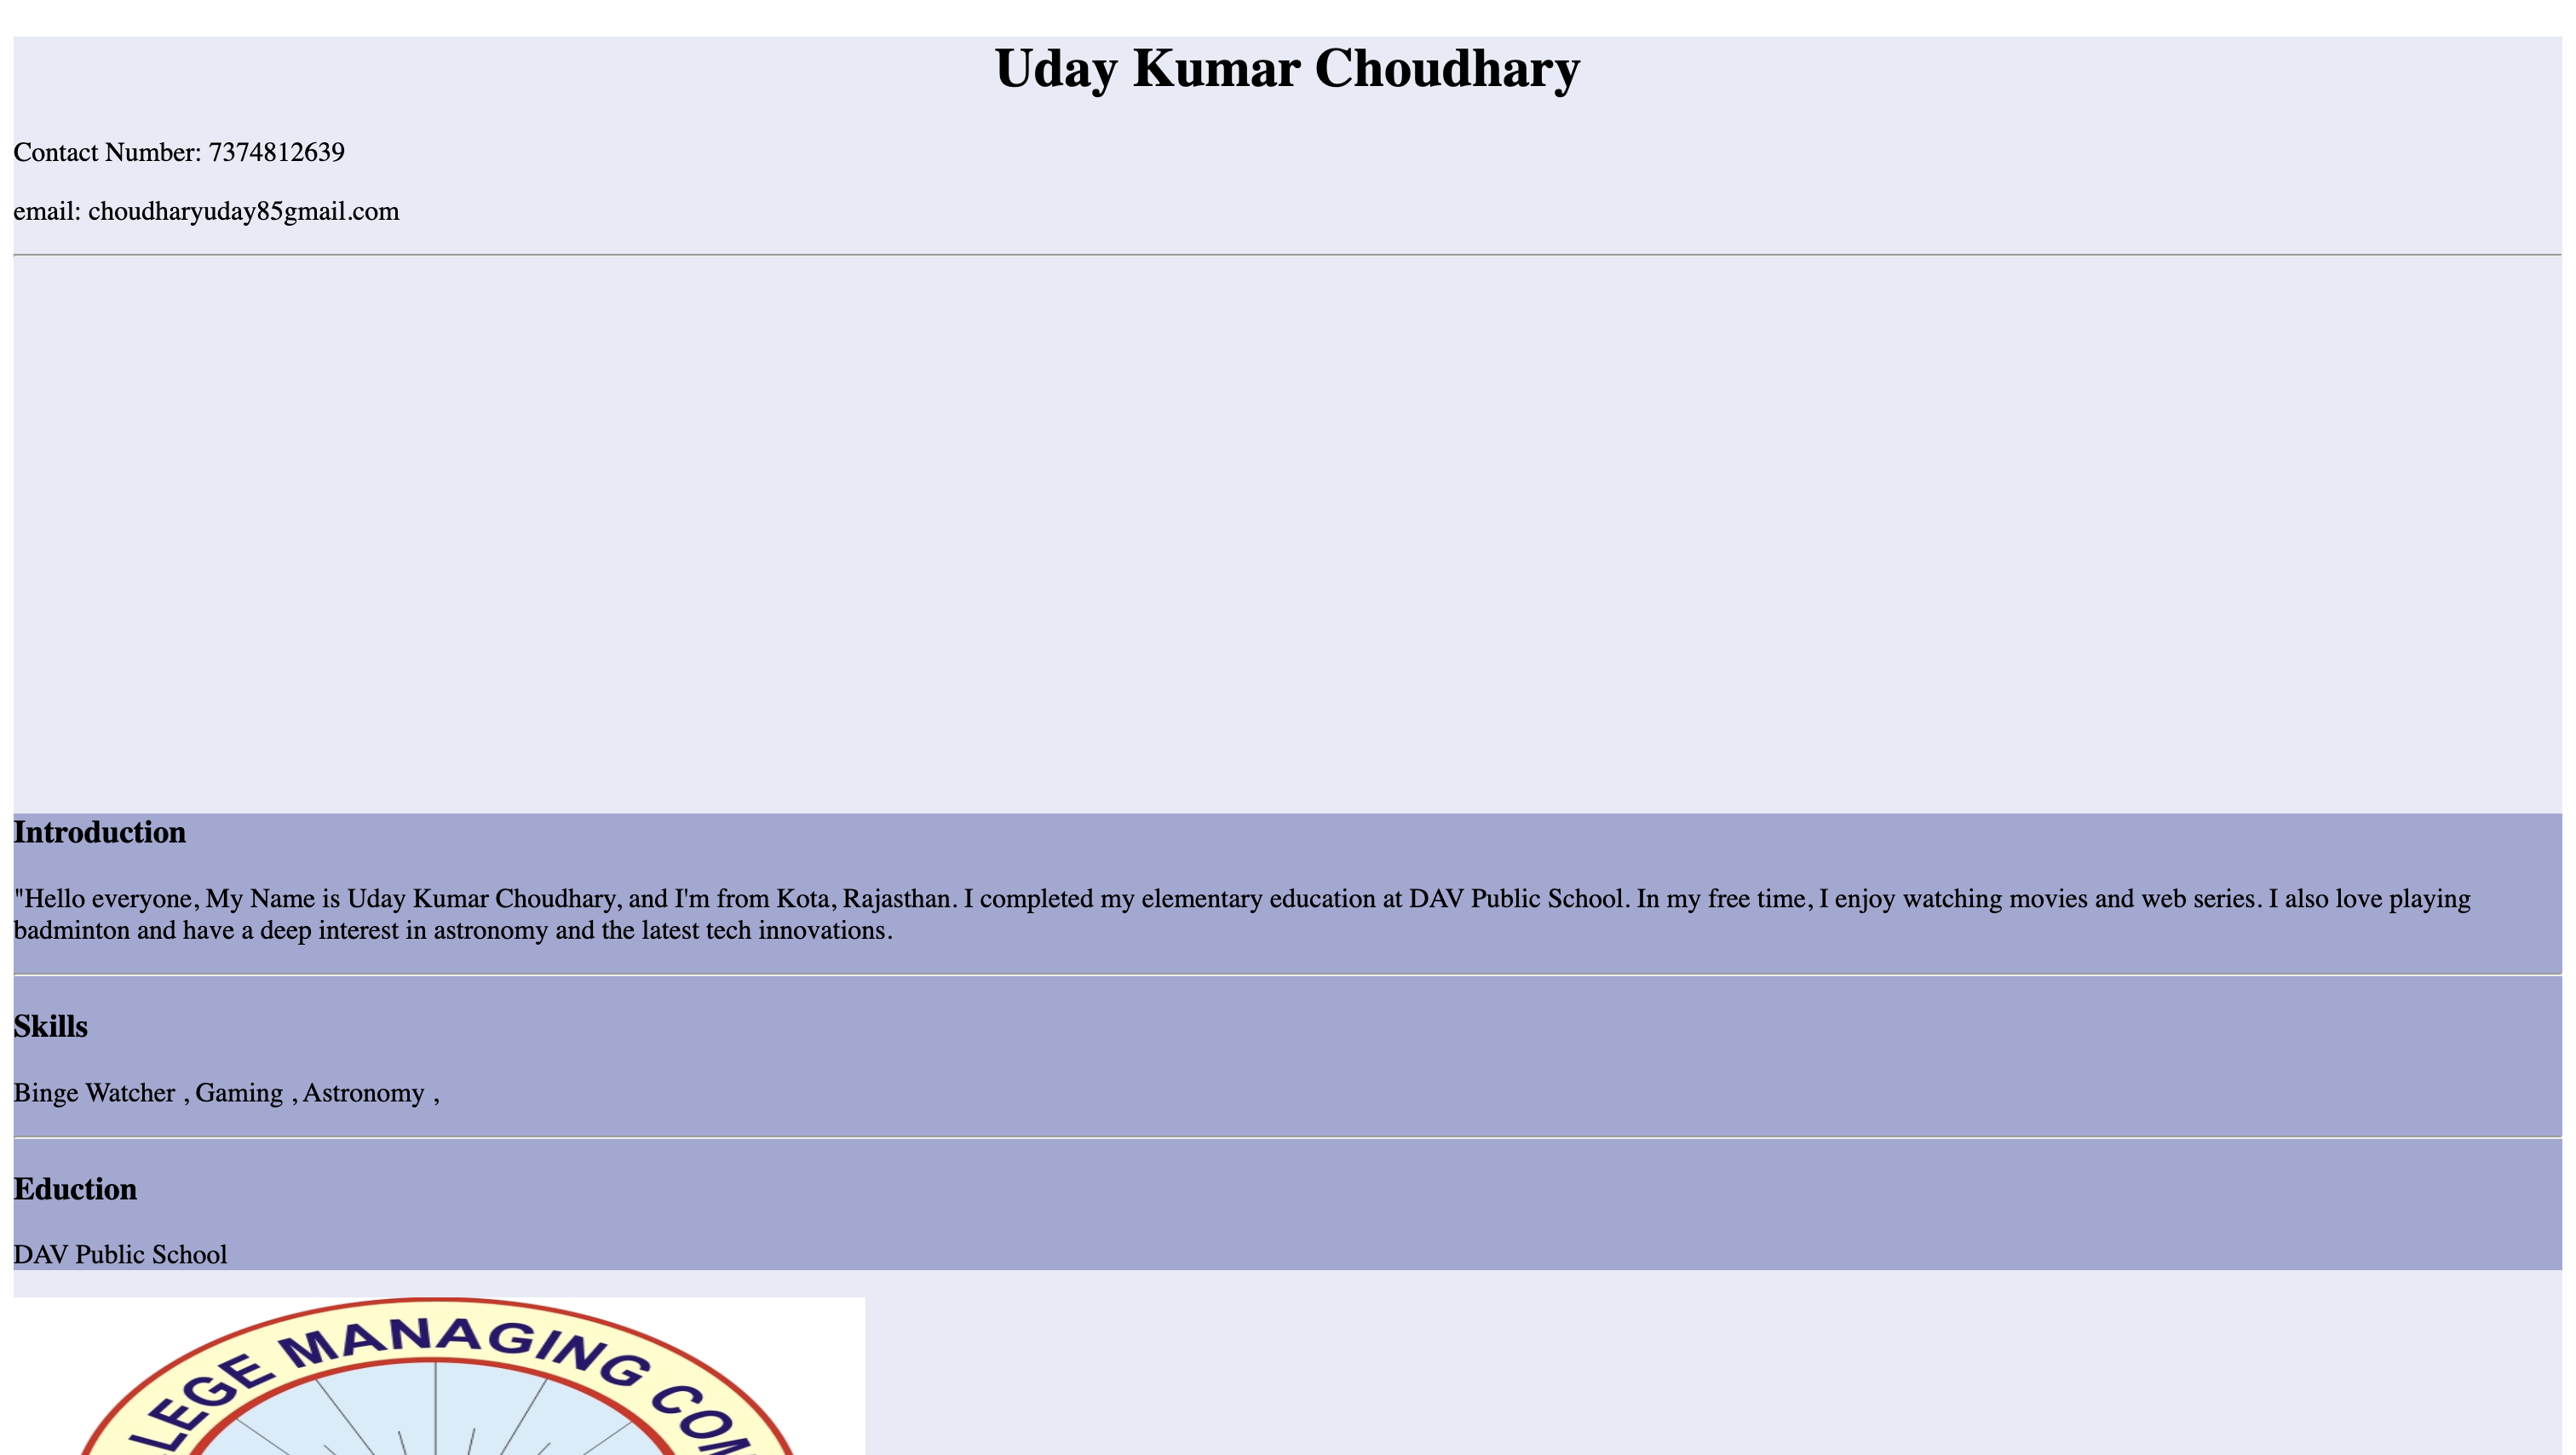 Uday Kumar Choudhary
Contact Number: 7374812639
email: choudharyuday85gmail.com
Introduction
"Hello everyone, My Name is Uday Kumar Choudhary, and I'm from Kota, Rajasthan. I completed my elementary education at DAV Public School. In my free time, I enjoy watching movies and web series. I also love playing
badminton and have a deep interest in astronomy and the latest tech innovations.
Skills
Binge Watcher , Gaming , Astronomy ,
Eduction
DAV Public School
LEGE MANAGING COM